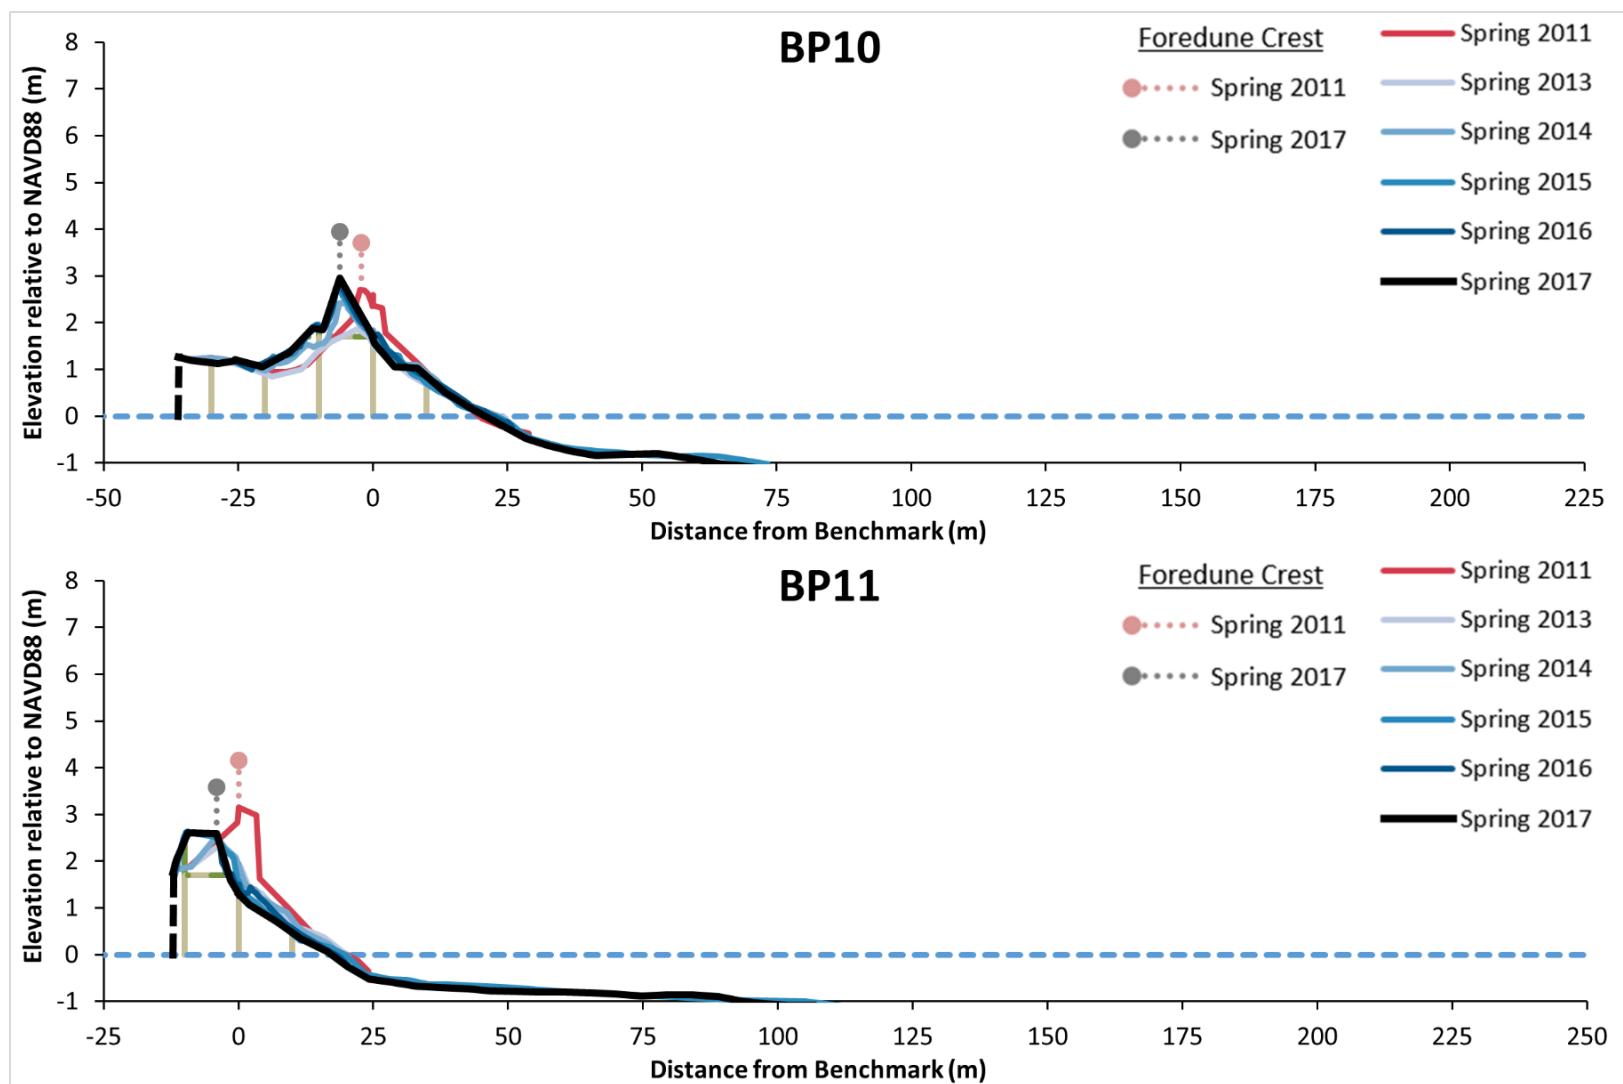 BP10
Elevation relative to NAVD88 (m)
8
7
6
5
4
3
2
1
0
-1
-50
-25
0
25
50
75
100
125
150
175
200
225
Distance from Benchmark (m)
Foredune Crest
Spring 2011
Spring 2017
Spring 2011
Spring 2013
Spring 2014
Spring 2015
Spring 2016
Spring 2017
BP11
Elevation relative to NAVD88 (m)
8
7
6
5
4
3
2
1
0
-1
-25
0
25
50
75
100
125
150
175
200
225
250
Distance from Benchmark (m)
Foredune Crest
Spring 2011
Spring 2017
Spring 2011
Spring 2013
Spring 2014
Spring 2015
Spring 2016
Spring 2017